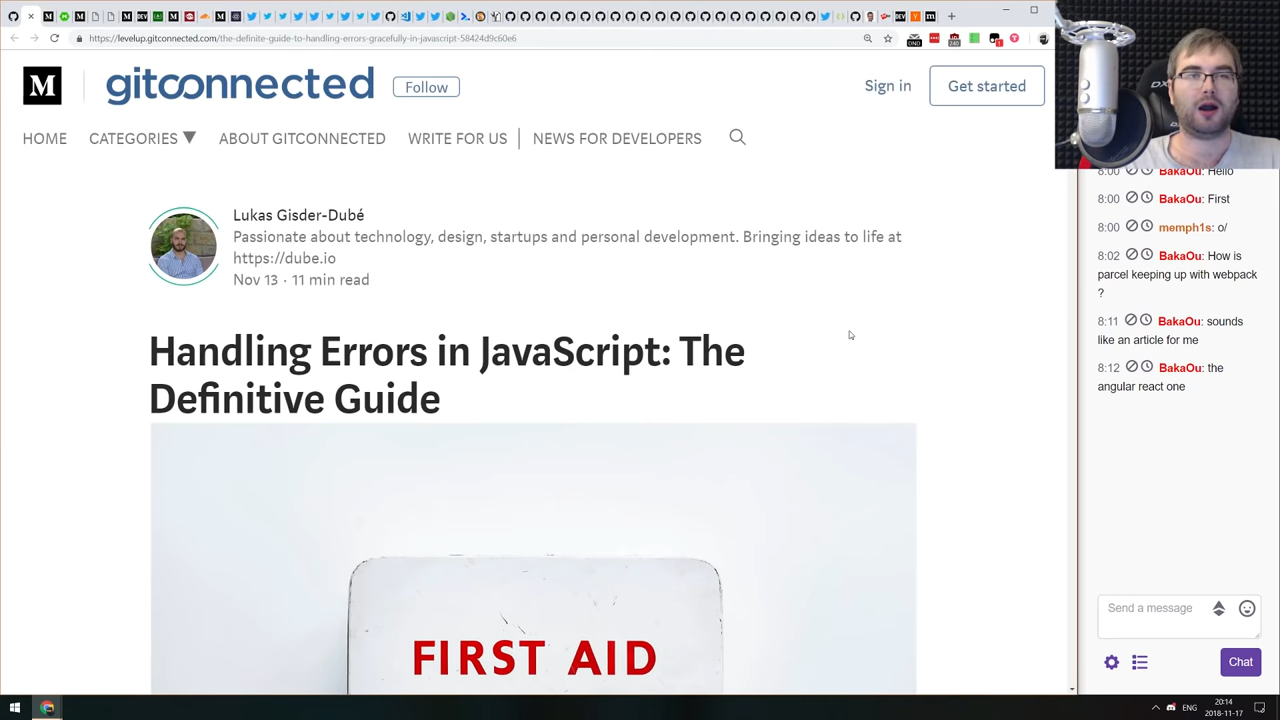 https://levelup.gitconnected.com/the-definite-guide-to-handling-errors-gracefully-in-javascript-58424d9c60e6
M
gitconnected
Follow
Sign in
Get started
HOME
CATEGORIES ▼
ABOUT GITCONNECTED
WRITE FOR US
NEWS FOR DEVELOPERS
Lukas Gisder-Dubé
Passionate about technology, design, startups and personal development. Bringing ideas to life at
https://dube.io
Nov 13 · 11 min read
Handling Errors in JavaScript: The
Definitive Guide
FIRST AID
8:00 BakaOu: Hello
8:00 BakaOu: First
8:00 memph1s: o/
8:02 BakaOu: How is
parcel keeping up with webpack
?
8:11 BakaOu: sounds
like an article for me
8:12 BakaOu: the
angular react one
Send a message
Chat
ENG
20:14
2018-11-17